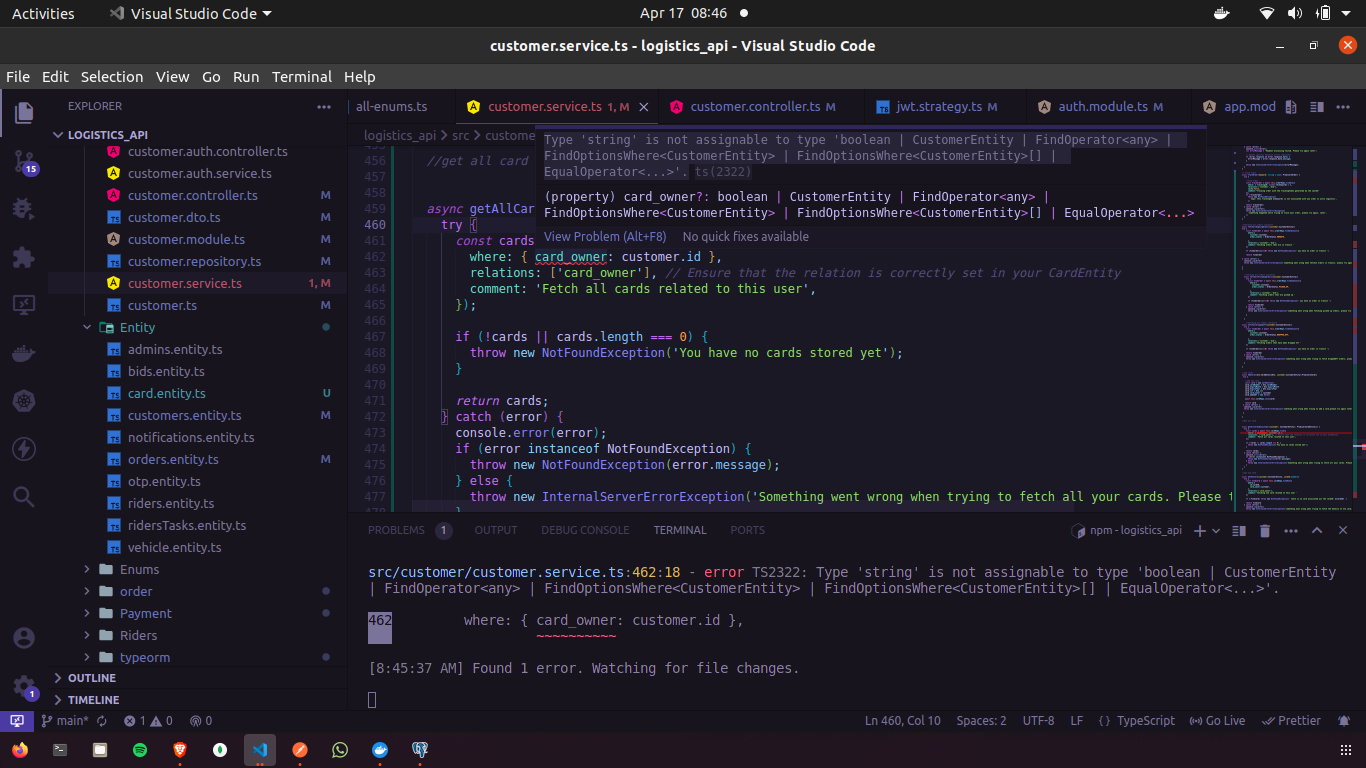 Activities
Visual Studio Code
Apr 17 08:46
customer.service.ts - logistics_api - Visual Studio Code
File Edit Selection View Go Run Terminal Help
EXPLORER
LOGISTICS_API
customer.auth.controller.ts
customer.auth.service.ts
customer.controller.ts M
customer.dto.ts M
customer.module.ts M
customer.repository.ts M
customer.service.ts 1, M
customer.ts M
Entity
admins.entity.ts
bids.entity.ts
card.entity.ts U
customers.entity.ts M
notifications.entity.ts
orders.entity.ts M
otp.entity.ts
riders.entity.ts
ridersTasks.entity.ts
vehicle.entity.ts
Enums
order
Payment
Riders
typeorm
OUTLINE
TIMELINE
15
1
all-enums.ts
customer.service.ts 1, M
customer.controller.ts M
jwt.strategy.ts M
auth.module.ts M
app.mod
logistics_api > src > custome
Type 'string' is not assignable to type 'boolean | CustomerEntity | FindOperator<any> |
FindOptionsWhere<CustomerEntity> | FindOptionsWhere<CustomerEntity>[] |
EqualOperator<...>'. ts(2322)
(property) card_owner?: boolean | CustomerEntity | FindOperator<any> |
FindOptionsWhere<CustomerEntity> | FindOptionsWhere<CustomerEntity>[] | EqualOperator<...>
View Problem (Alt+F8) No quick fixes available
456 //get all card
457
458
459 async getAllCar
460 try {
461 const cards
462 where: { card_owner: customer.id },
463 relations: ['card_owner'], // Ensure that the relation is correctly set in your CardEntity
464 comment: 'Fetch all cards related to this user',
465 });
466
467 if (!cards || cards.length === 0) {
468 throw new NotFoundException('You have no cards stored yet');
469 }
470
471 return cards;
472 } catch (error) {
473 console.error(error);
474 if (error instanceof NotFoundException) {
475 throw new NotFoundException(error.message);
476 } else {
477 throw new InternalServerErrorException('Something went wrong when trying to fetch all your cards. Please t
PROBLEMS 1 OUTPUT DEBUG CONSOLE TERMINAL PORTS
npm - logistics_api
src/customer/customer.service.ts:462:18 - error TS2322: Type 'string' is not assignable to type 'boolean | CustomerEntity
| FindOperator<any> | FindOptionsWhere<CustomerEntity> | FindOptionsWhere<CustomerEntity>[] | EqualOperator<...>'.
462 where: { card_owner: customer.id },
~~~~~~~~~~
[8:45:37 AM] Found 1 error. Watching for file changes.
main* 1 0 0
Ln 460, Col 10 Spaces: 2 UTF-8 LF {} TypeScript Go Live Prettier